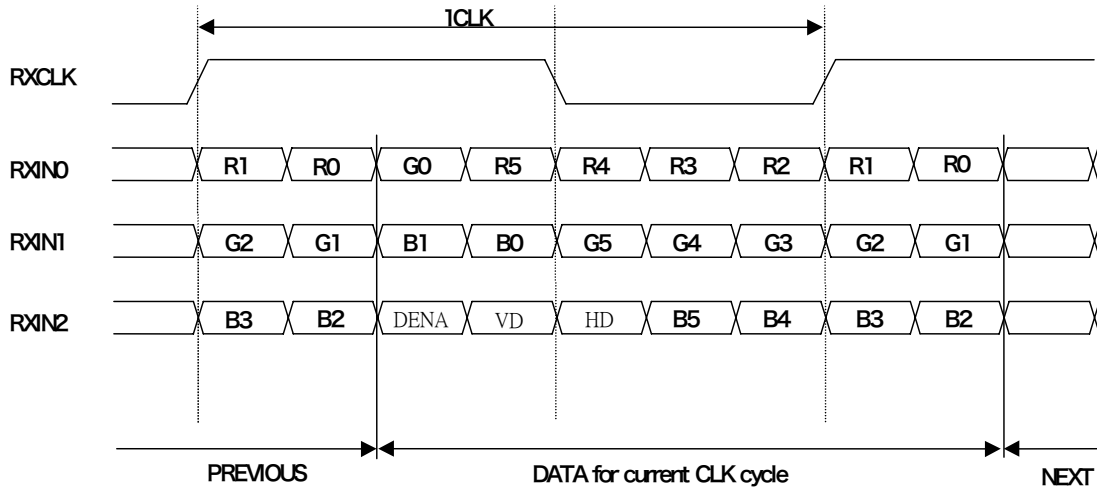 1CLK
RXCLK
RXIN0 R1 R0 G0 R5 R4 R3 R2 R1 R0
RXIN1 G2 G1 B1 B0 G5 G4 G3 G2 G1
RXIN2 B3 B2 DENA VD HD B5 B4 B3 B2
PREVIOUS DATA for current CLK cycle NEXT